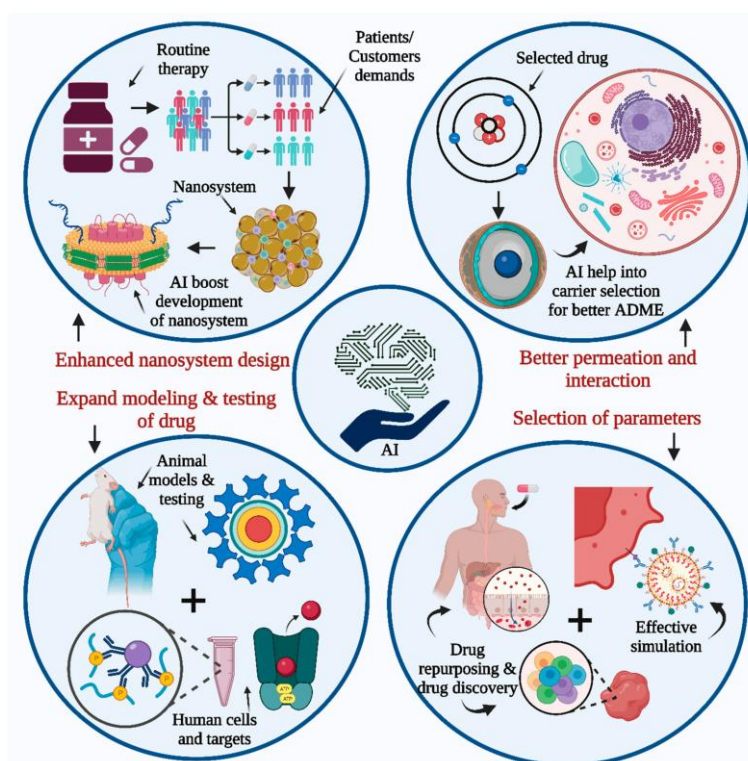 Routine
therapy
Patients/
Customers
demands
Nanosystem
AI boost
development
of nanosystem
Selected drug
AI help into
carrier selection
for better ADME
Enhanced nanosystem design
Expand modeling & testing
of drug
AI
Better permeation and
interaction
Selection of parameters
Animal
models &
testing
P
P
P
ATP
ATP
Human cells
and targets
Drug
repurposing &
drug discovery
Effective
simulation